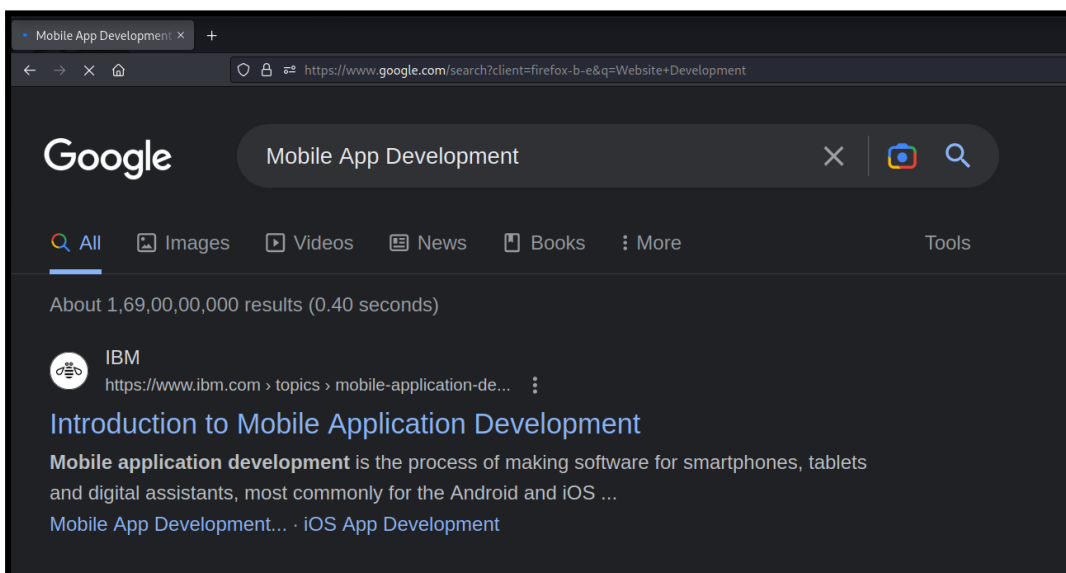 Mobile App Development ×
+
https://www.google.com/search?client=firefox-b-e&q=Website+Development
Google
Mobile App Development
All Images Videos News Books More Tools
About 1,69,00,00,000 results (0.40 seconds)
IBM
https://www.ibm.com › topics › mobile-application-de...
Introduction to Mobile Application Development
Mobile application development is the process of making software for smartphones, tablets
and digital assistants, most commonly for the Android and iOS ...
Mobile App Development... · iOS App Development